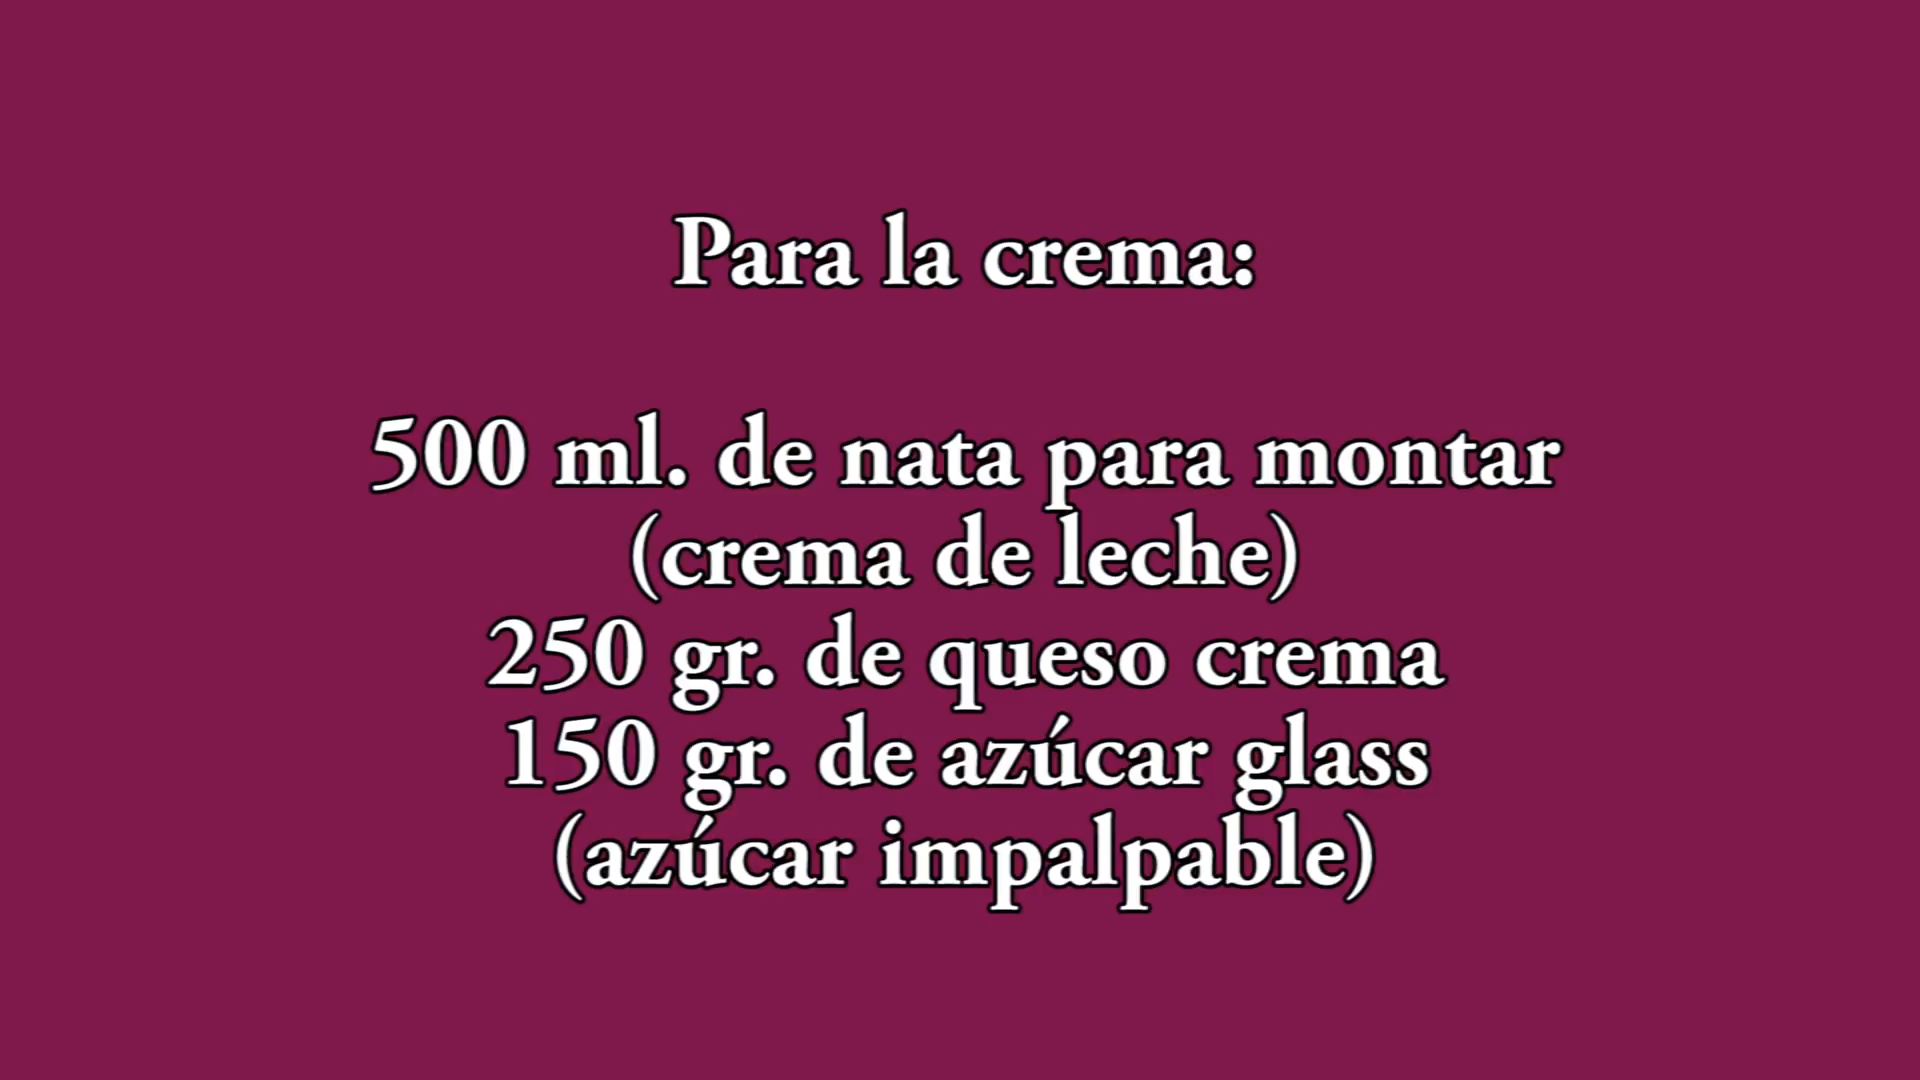 Para la crema:
500 ml. de nata para montar
(crema de leche)
250 gr. de queso crema
150 gr. de azúcar glass
(azúcar impalpable)